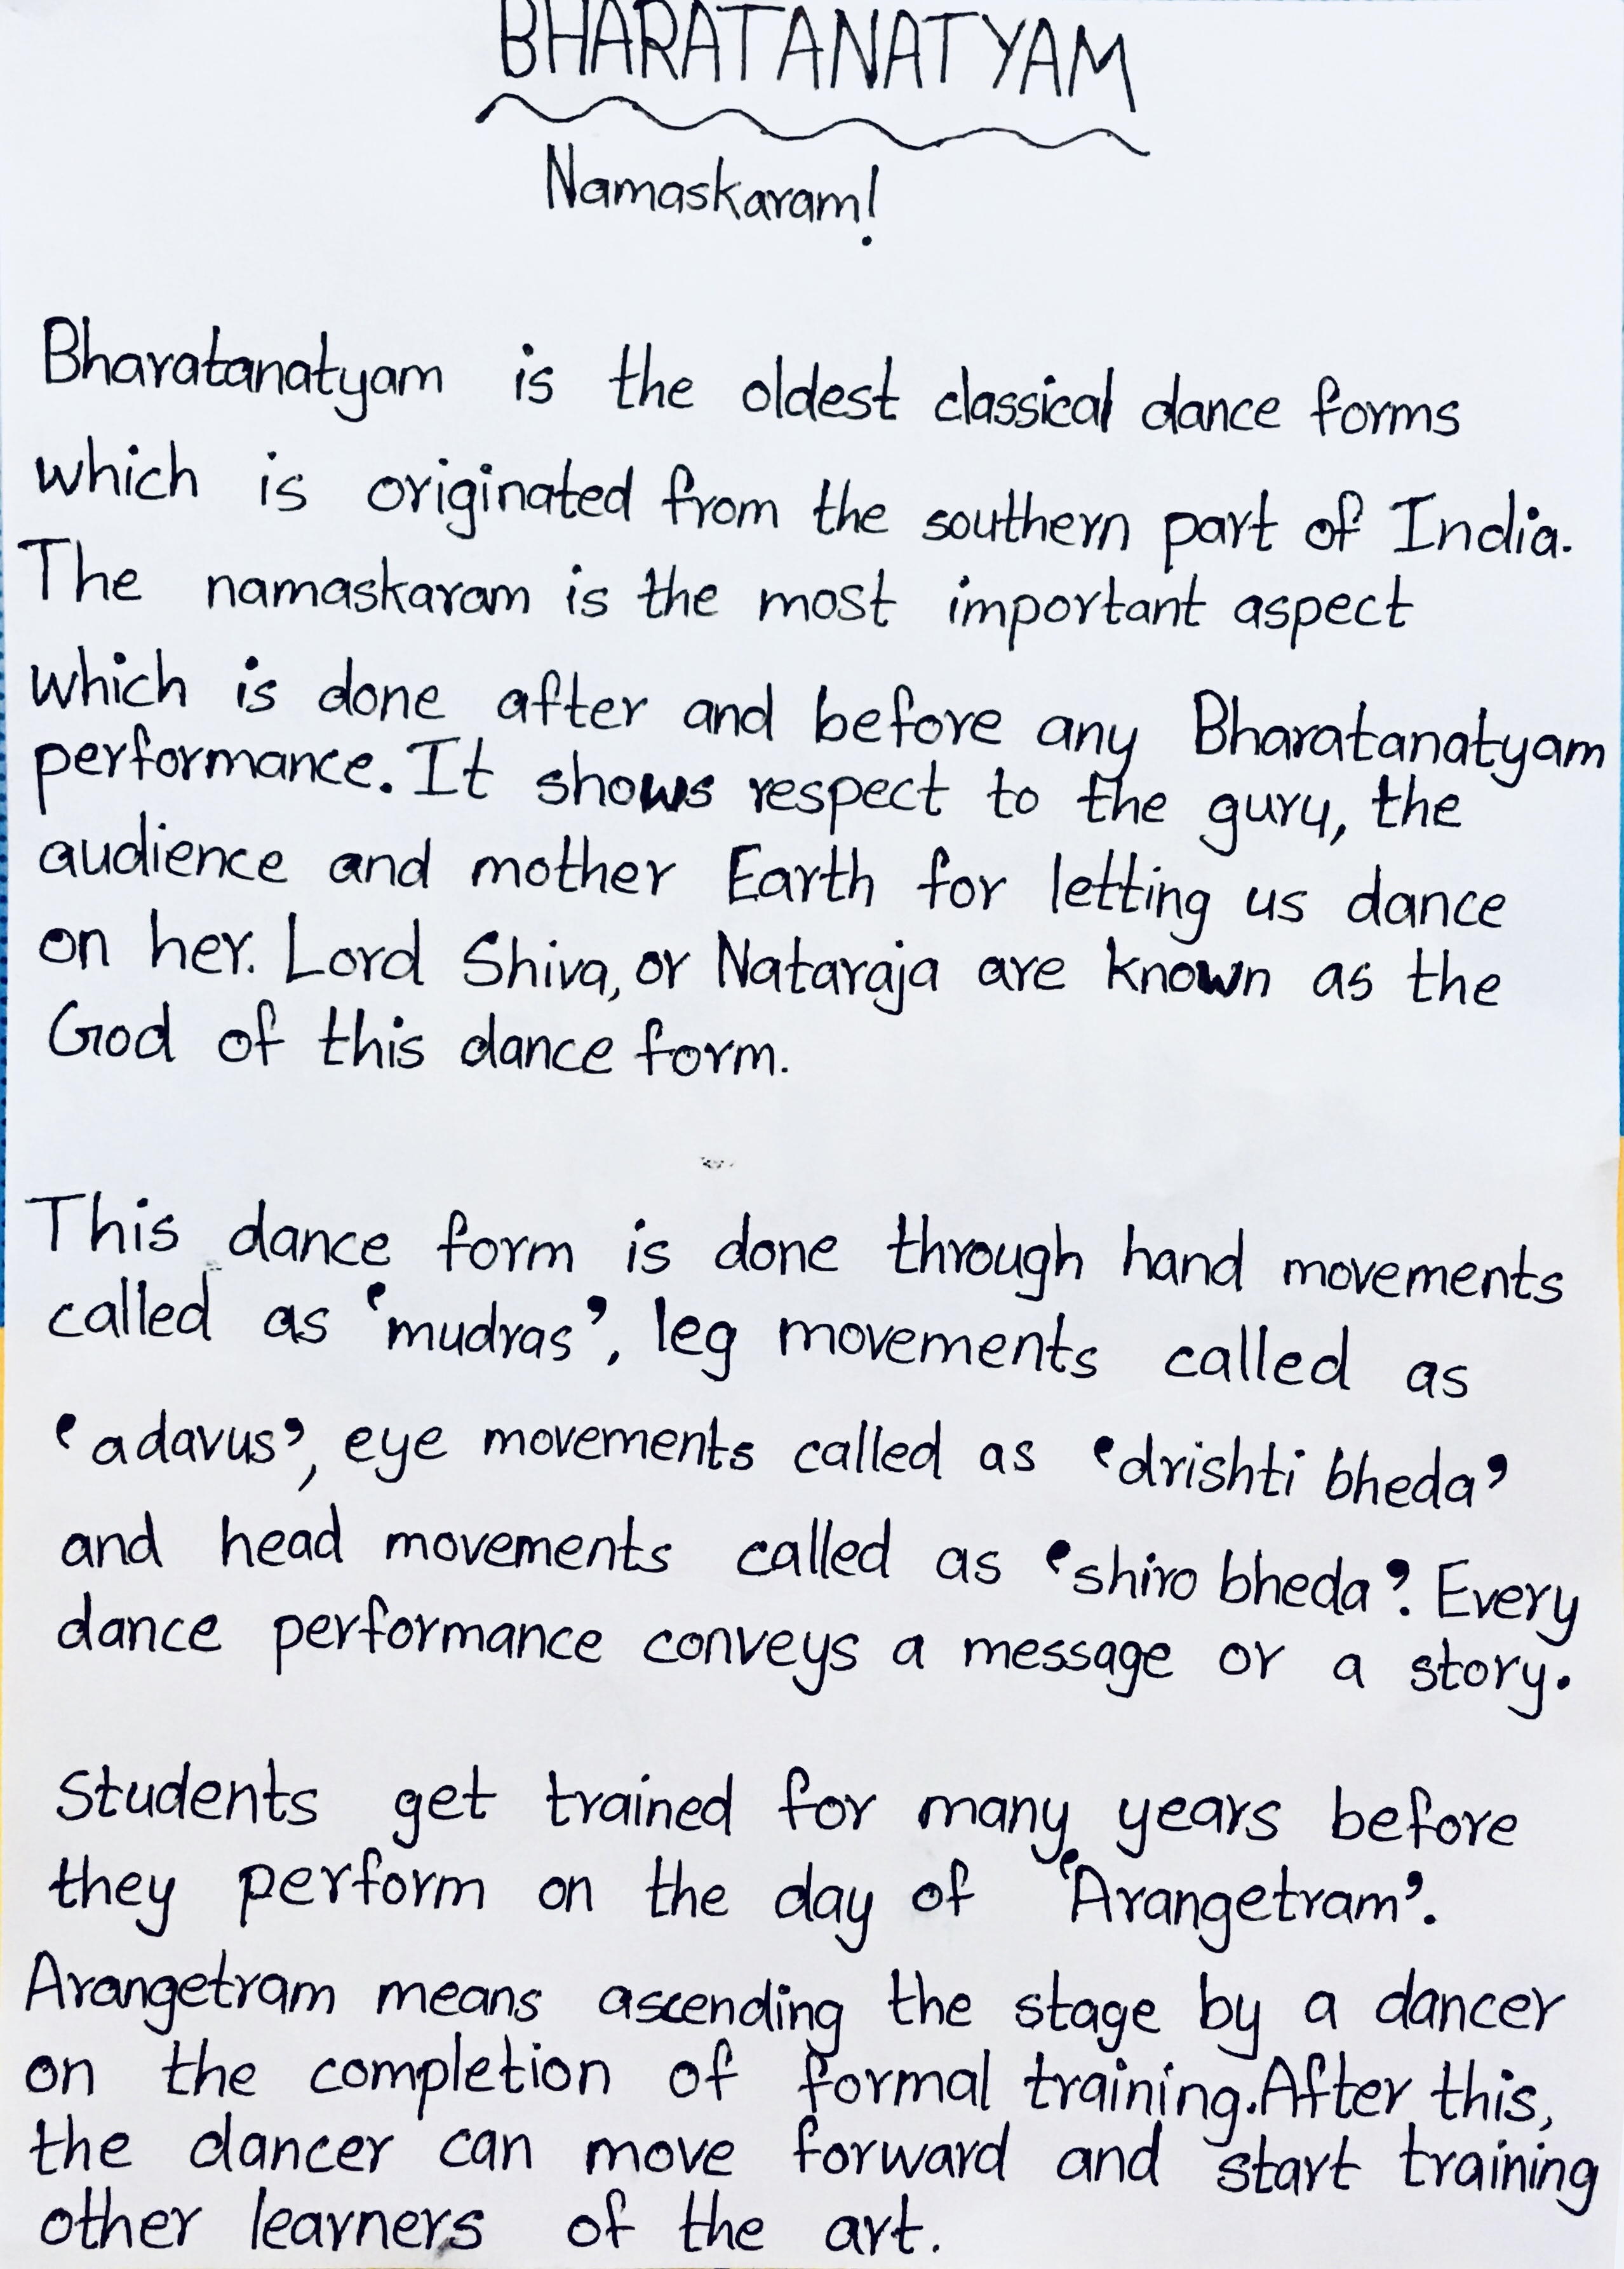 BHARATANATYAM
Namaskaram!
Bharatanatyam is the oldest classical dance forms
which is originated from the southern part of India.
The namaskaram is the most important aspect
which is done after and before any Bharatanatyam
performance. It shows respect to the guru, the
audience and mother Earth for letting us dance
on her. Lord Shiva, or Nataraja are known as the
God of this dance form.
This dance form is done through hand movements
called as ‘mudras’, leg movements called as
‘adavus’, eye movements called as ‘drishti bheda’
and head movements called as ‘shiro bheda’. Every
dance performance conveys a message or a story.
Students get trained for many years before
they perform on the day of ‘Arangetram’.
Arangetram means ascending the stage by a dancer
on the completion of formal training. After this,
the dancer can move forward and start training
other learners of the art.